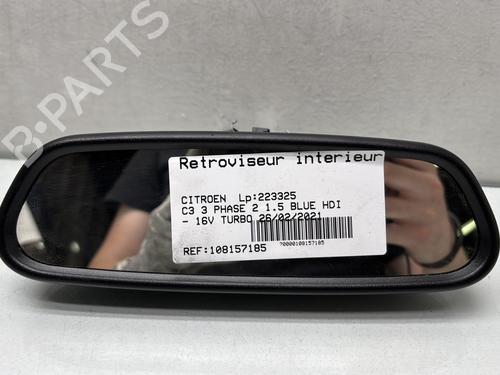 B-PARTS
Retroviseur interieur
CITROEN Lp:223325
C3 3 PHASE 2 1.5 BLUE HDI
- 16V TURBO 26/02/2021
REF:108157185
?0000108157185